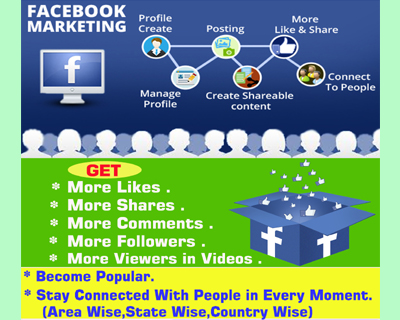 FACEBOOK
MARKETING
Profile
Create
Posting
More
Like & Share
Manage
Profile
Create Shareable
content
Connect
To People
f
GET
* More Likes .
* More Shares .
* More Comments .
* More Followers .
* More Viewers in Videos .
f
* Become Popular.
* Stay Connected With People in Every Moment.
(Area Wise,State Wise,Country Wise)